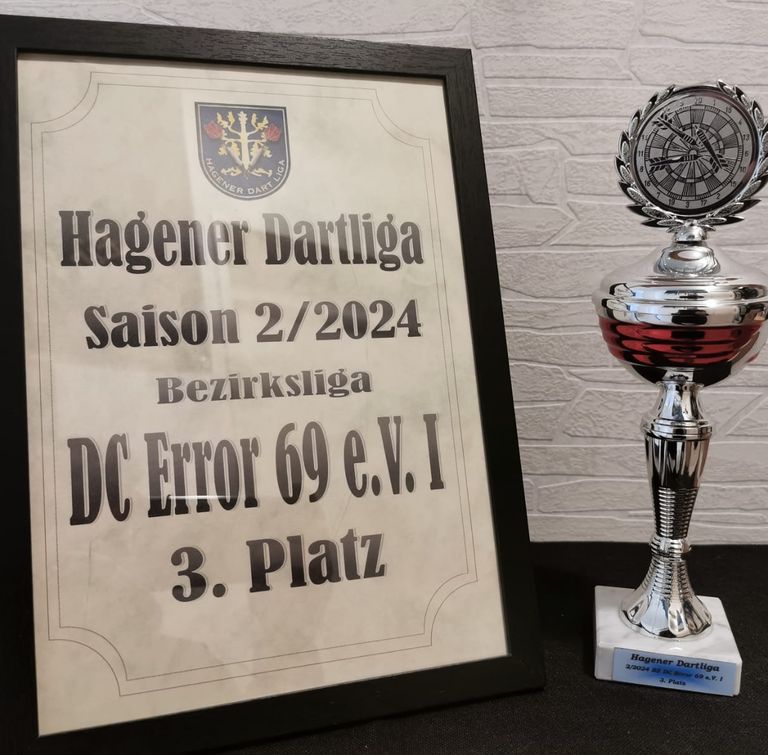 HAGENER DART LIGA
Hagener Dartliga
Saison 2/2024
Bezirksliga
DC Error 69 e.V. I
3. Platz
Hagener Dartliga
2/2024 DC Error 69 e.V. I
3. Platz